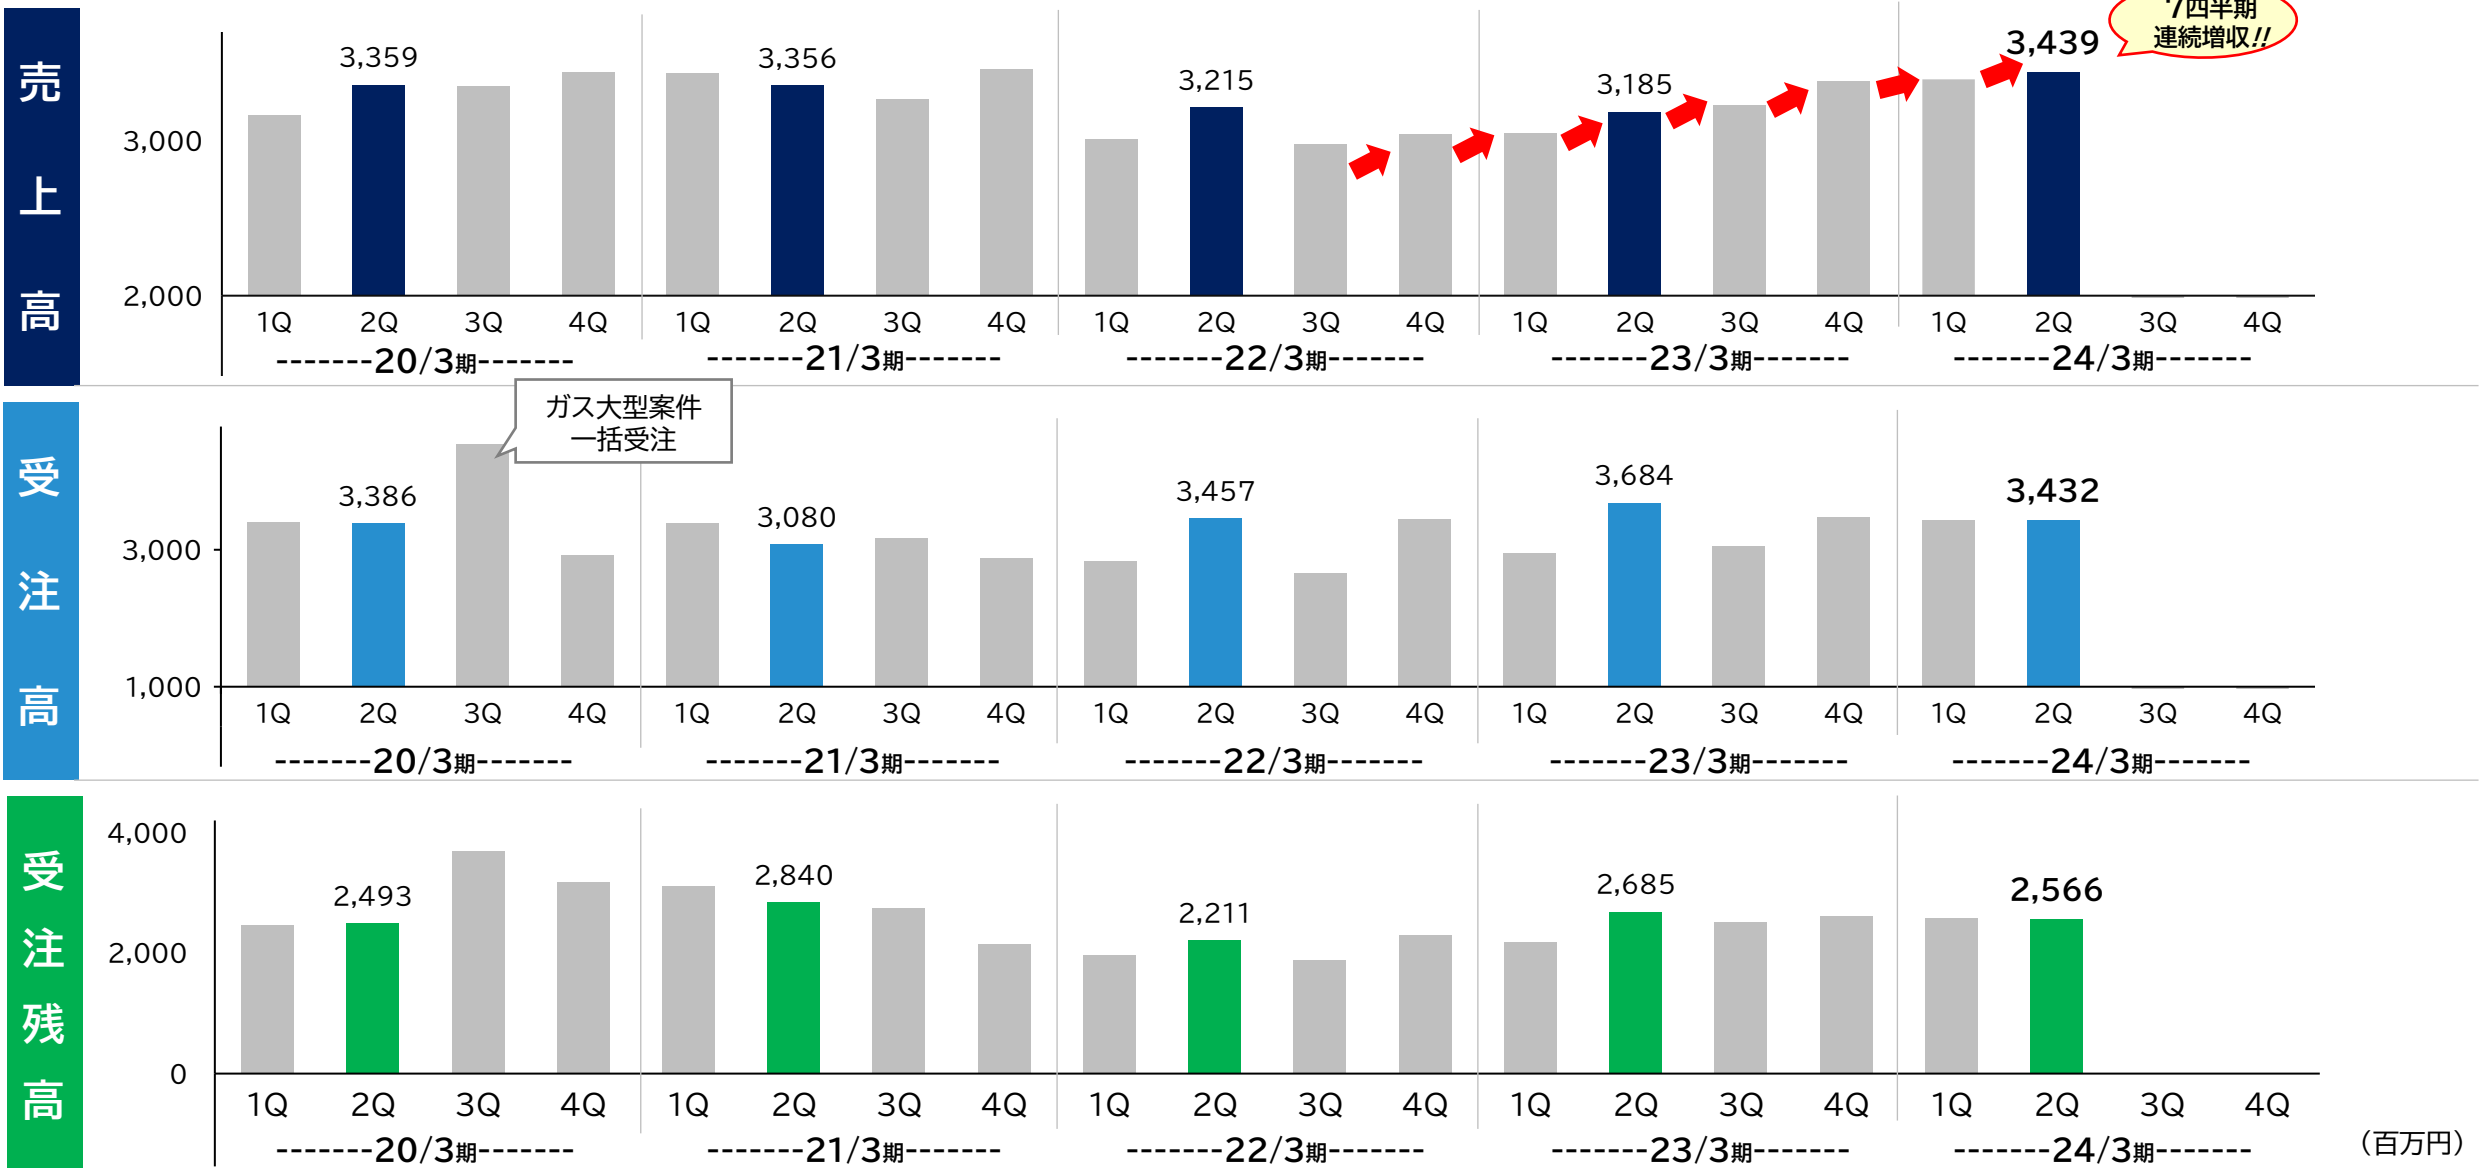 売上高
7四半期
連続増収!!
3,359
3,356
3,215
3,185
3,439
3,000
2,000
1Q 2Q 3Q 4Q 1Q 2Q 3Q 4Q 1Q 2Q 3Q 4Q 1Q 2Q 3Q 4Q 1Q 2Q 3Q 4Q
-------20/3期------- -------21/3期------- -------22/3期------- -------23/3期------- -------24/3期-------
受注高
ガス大型案件
一括受注
3,386
3,080
3,457
3,684
3,432
3,000
1,000
1Q 2Q 3Q 4Q 1Q 2Q 3Q 4Q 1Q 2Q 3Q 4Q 1Q 2Q 3Q 4Q 1Q 2Q 3Q 4Q
-------20/3期------- -------21/3期------- -------22/3期------- -------23/3期------- -------24/3期-------
受注残高
4,000
2,493
2,840
2,211
2,685
2,566
2,000
0
1Q 2Q 3Q 4Q 1Q 2Q 3Q 4Q 1Q 2Q 3Q 4Q 1Q 2Q 3Q 4Q 1Q 2Q 3Q 4Q
-------20/3期------- -------21/3期------- -------22/3期------- -------23/3期------- -------24/3期-------
（百万円）